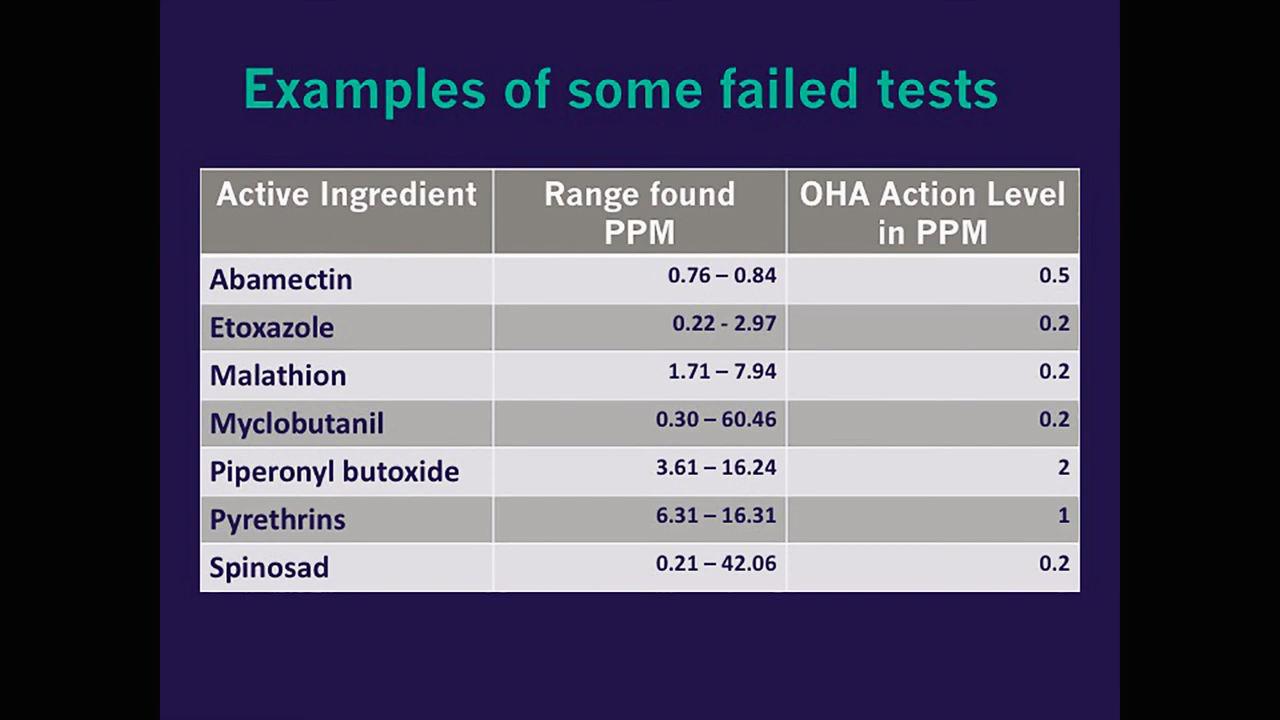 Examples of some failed tests
Active Ingredient Range found PPM OHA Action Level in PPM
Abamectin 0.76 – 0.84 0.5
Etoxazole 0.22 - 2.97 0.2
Malathion 1.71 – 7.94 0.2
Myclobutanil 0.30 – 60.46 0.2
Piperonyl butoxide 3.61 – 16.24 2
Pyrethrins 6.31 – 16.31 1
Spinosad 0.21 – 42.06 0.2